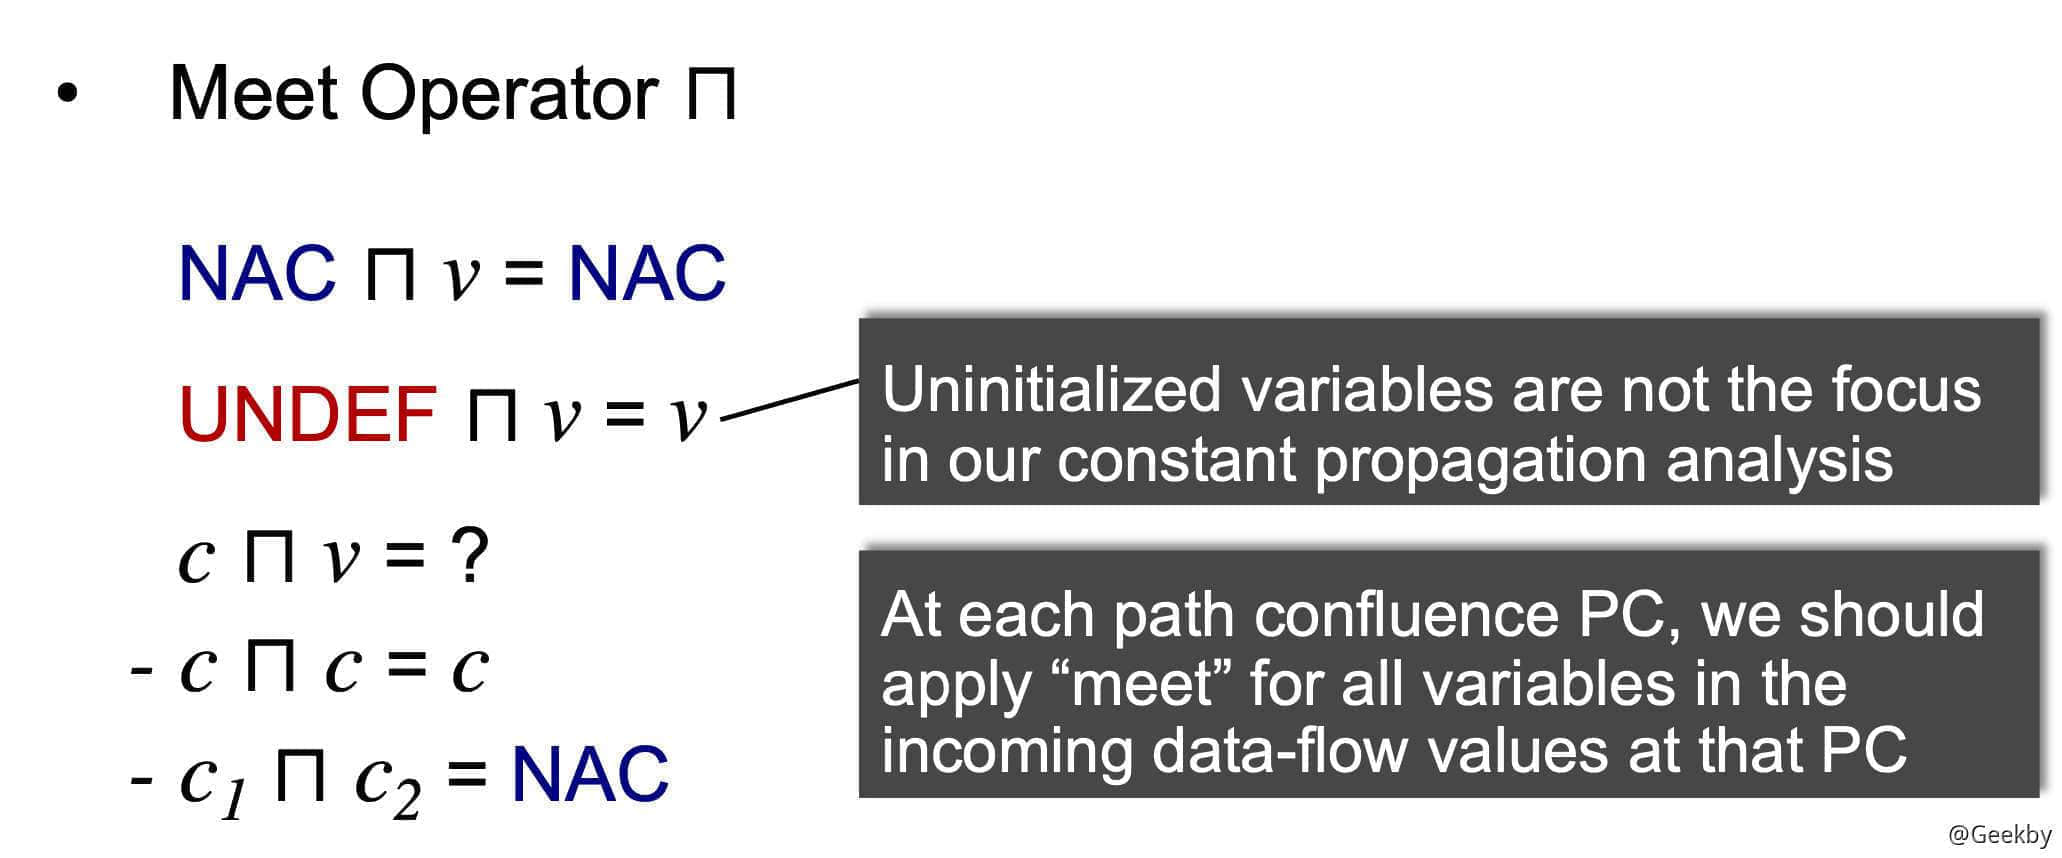 • Meet Operator ⊓
NAC ⊓ v = NAC
UNDEF ⊓ v = v
Uninitialized variables are not the focus
in our constant propagation analysis
c ⊓ v = ?
- c ⊓ c = c
- c₁ ⊓ c₂ = NAC
At each path confluence PC, we should
apply “meet” for all variables in the
incoming data-flow values at that PC
@Geekby